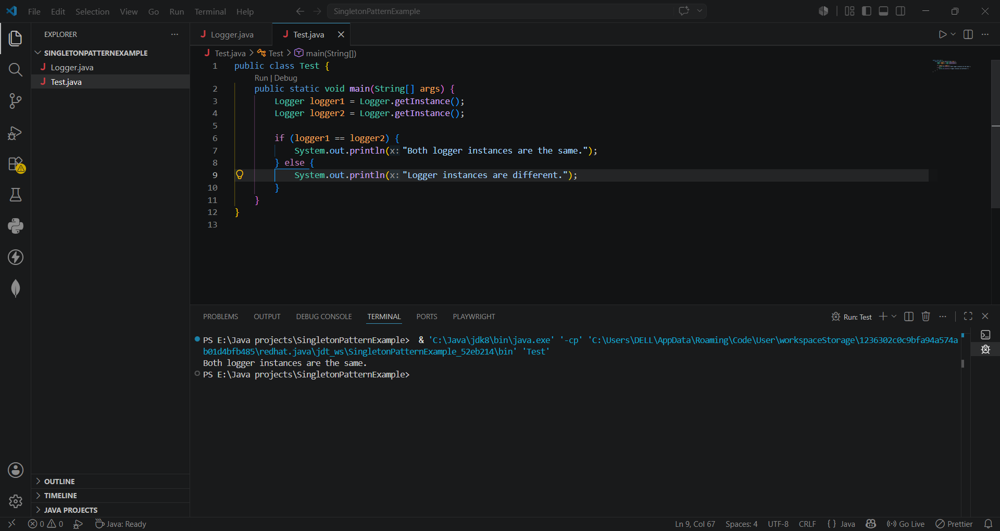 File Edit Selection View Go Run Terminal Help
SingletonPatternExample
EXPLORER
SINGLETONPATTERNEXAMPLE
J Logger.java
J Test.java
OUTLINE
TIMELINE
JAVA PROJECTS
J Logger.java J Test.java
J Test.java > Test > main(String[])
1 public class Test {
Run | Debug
2 public static void main(String[] args) {
3 Logger logger1 = Logger.getInstance();
4 Logger logger2 = Logger.getInstance();
5
6 if (logger1 == logger2) {
7 System.out.println(x: "Both logger instances are the same.");
8 } else {
9 System.out.println(x: "Logger instances are different.");
10 }
11 }
12 }
13
PROBLEMS OUTPUT DEBUG CONSOLE TERMINAL PORTS PLAYWRIGHT
Run: Test
PS E:\Java projects\SingletonPatternExample> & 'C:\Java\jdk8\bin\java.exe' '-cp' 'C:\Users\DELL\AppData\Roaming\Code\User\workspaceStorage\1236302c0c9bfa94a574a
b01d4bfb485\redhat.java\jdt_ws\SingletonPatternExample_52eb214\bin' 'Test'
Both logger instances are the same.
PS E:\Java projects\SingletonPatternExample>
0 0 Java: Ready
Ln 9, Col 67 Spaces: 4 UTF-8 CRLF {} Java Go Live Prettier